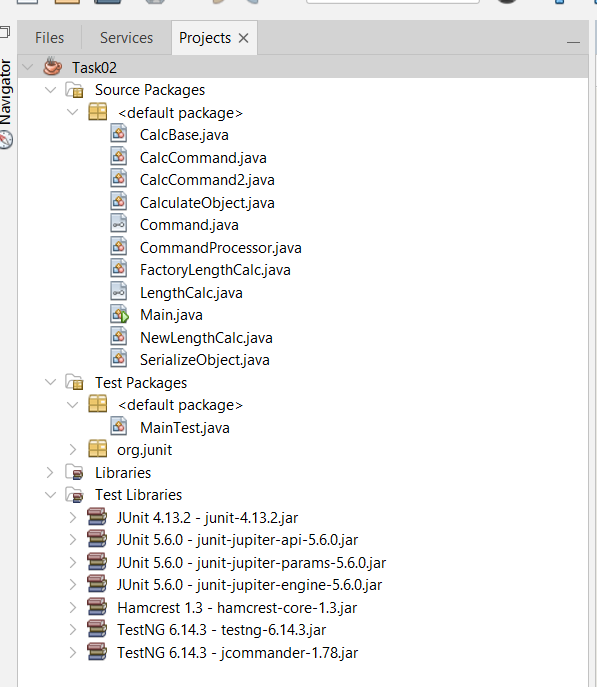 Files Services Projects
Navigator
Task02
Source Packages
<default package>
CalcBase.java
CalcCommand.java
CalcCommand2.java
CalculateObject.java
Command.java
CommandProcessor.java
FactoryLengthCalc.java
LengthCalc.java
Main.java
NewLengthCalc.java
SerializeObject.java
Test Packages
<default package>
MainTest.java
org.junit
Libraries
Test Libraries
JUnit 4.13.2 - junit-4.13.2.jar
JUnit 5.6.0 - junit-jupiter-api-5.6.0.jar
JUnit 5.6.0 - junit-jupiter-params-5.6.0.jar
JUnit 5.6.0 - junit-jupiter-engine-5.6.0.jar
Hamcrest 1.3 - hamcrest-core-1.3.jar
TestNG 6.14.3 - testng-6.14.3.jar
TestNG 6.14.3 - jcommander-1.78.jar